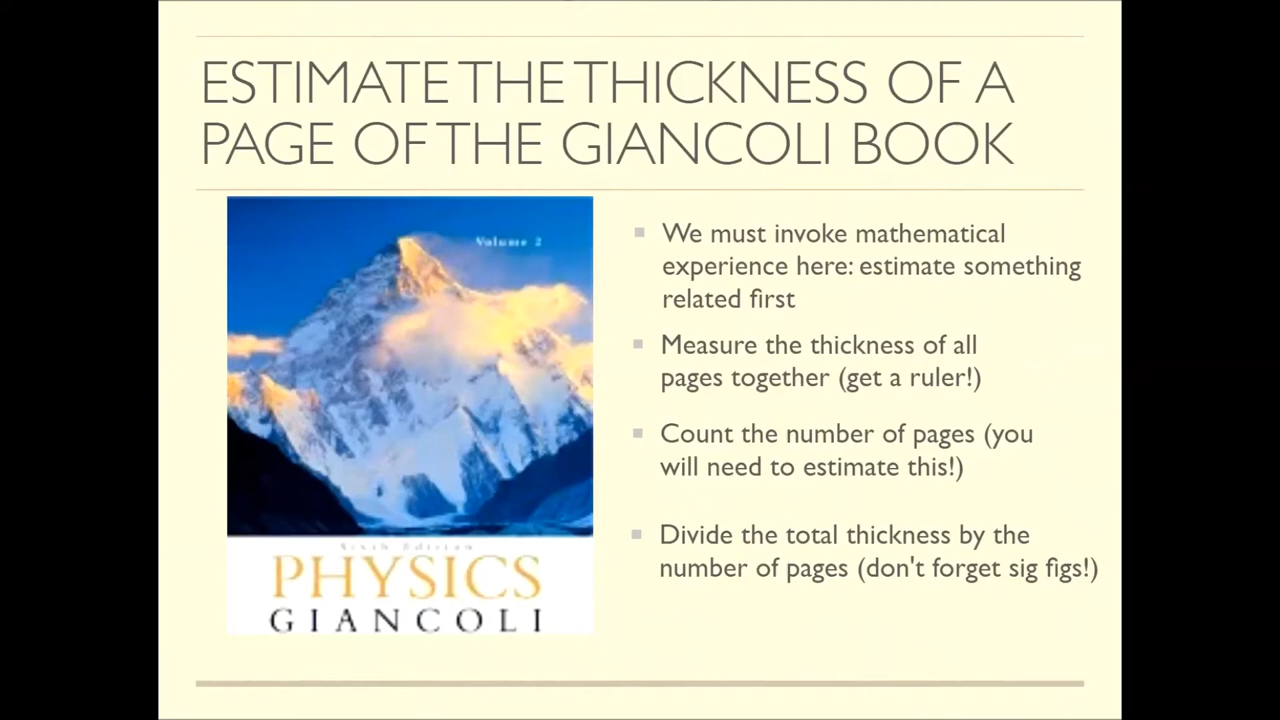 ESTIMATE THE THICKNESS OF A
PAGE OF THE GIANCOLI BOOK
Volume 2
Sixth Edition
PHYSICS
GIANCOLI
▪ We must invoke mathematical
experience here: estimate something
related first
▪ Measure the thickness of all
pages together (get a ruler!)
▪ Count the number of pages (you
will need to estimate this!)
▪ Divide the total thickness by the
number of pages (don't forget sig figs!)